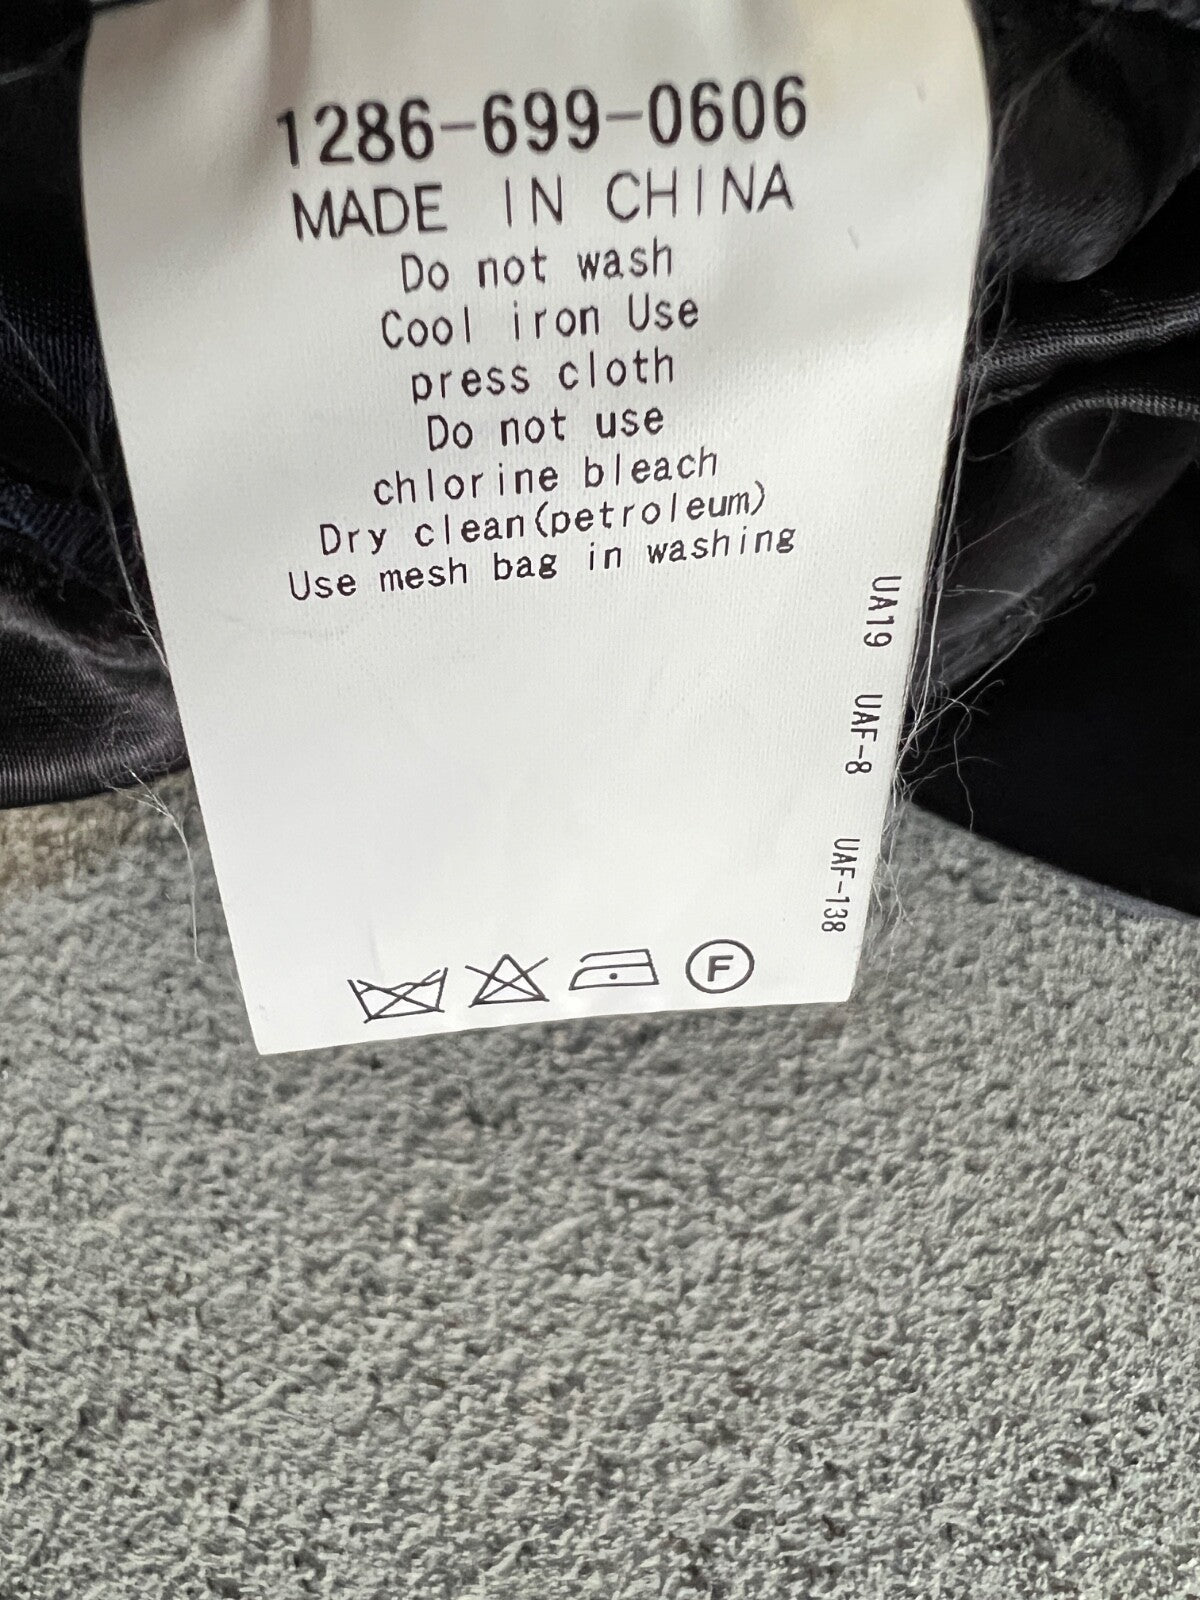 1286-699-0606
MADE IN CHINA
Do not wash
Cool iron Use
press cloth
Do not use
chlorine bleach
Dry clean(petroleum)
Use mesh bag in washing
UA19 UAF-8 UAF-138
F